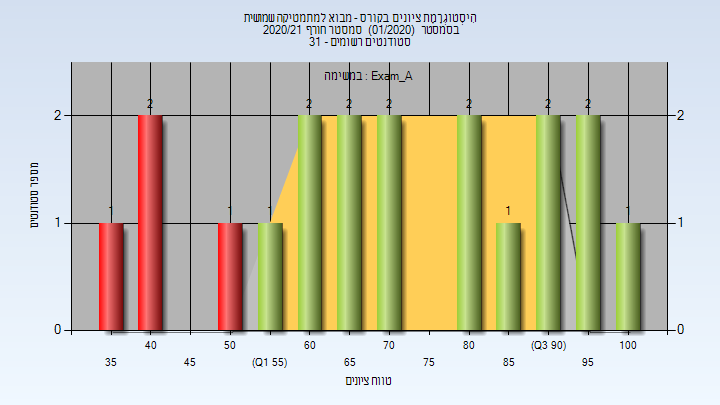 היסטוגרמת ציונים בקורס - מבוא למתמטיקה שמושית
בסמסטר (01/2020) סמסטר חורף 2020/21
סטודנטים רשומים - 31
במשימה : Exam_A
מספר סטודנטים
2 2
1 1
0 0
1 2 1 1 2 2 2 2 1 2 2 1
40 50 60 70 80 (Q3 90) 100
35 45 (Q1 55) 65 75 85 95
טווח ציונים